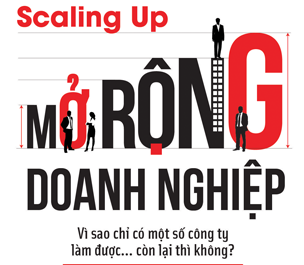 Scaling Up
MỞ RỘNG
DOANH NGHIỆP
Vì sao chỉ có một số công ty
làm được... còn lại thì không?